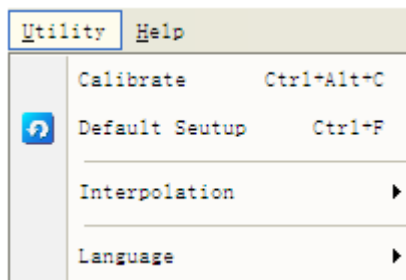 Utility Help
Calibrate Ctrl+Alt+C
Default Seutup Ctrl+F
Interpolation
Language